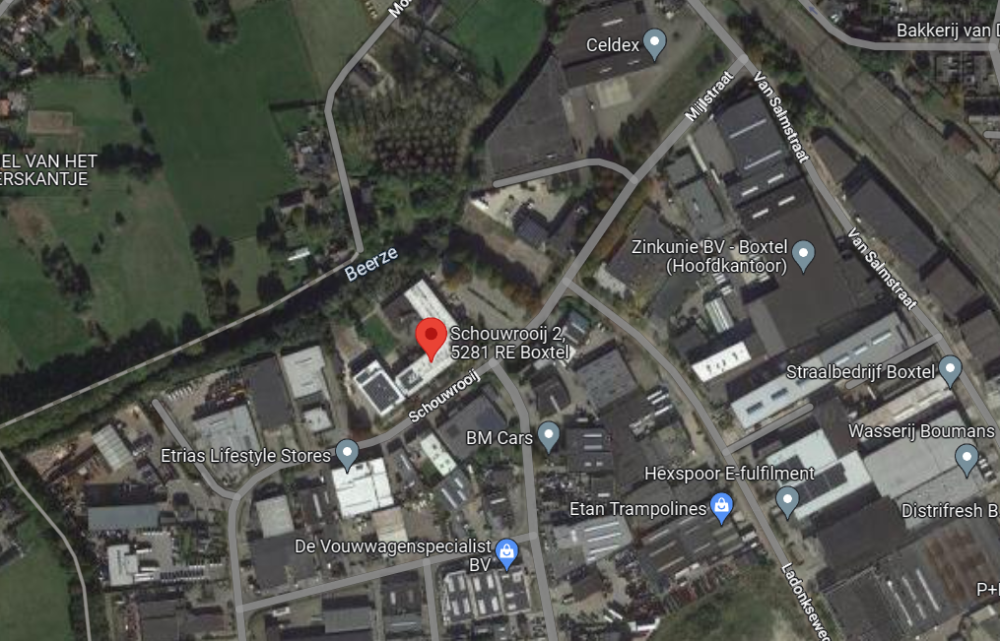 Mo
Bakkerij van D
Celdex
Mijlstraat
Van Salmstraat
EL VAN HET
ERSKANTJE
Zinkunie BV - Boxtel
(Hoofdkantoor)
Van Salmstraat
Beerze
Schouwrooij 2,
5281 RE Boxtel
Straalbedrijf Boxtel
Schouwrooij
BM Cars
Wasserij Boumans
Etrias Lifestyle Stores
Hexspoor E-fulfilment
Etan Trampolines
Distrifresh B
De Vouwwagenspecialist
BV
Ladonkseweg
P+